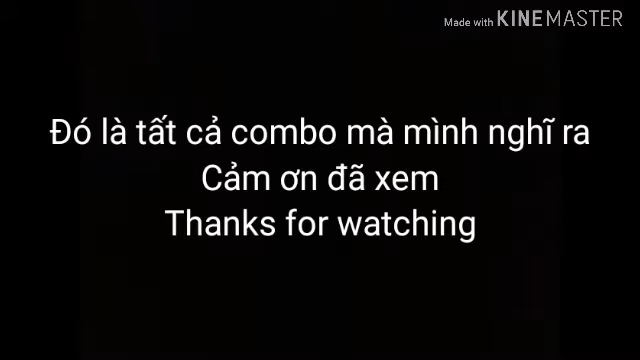 Made with KINEMASTER
Đó là tất cả combo mà mình nghĩ ra
Cảm ơn đã xem
Thanks for watching